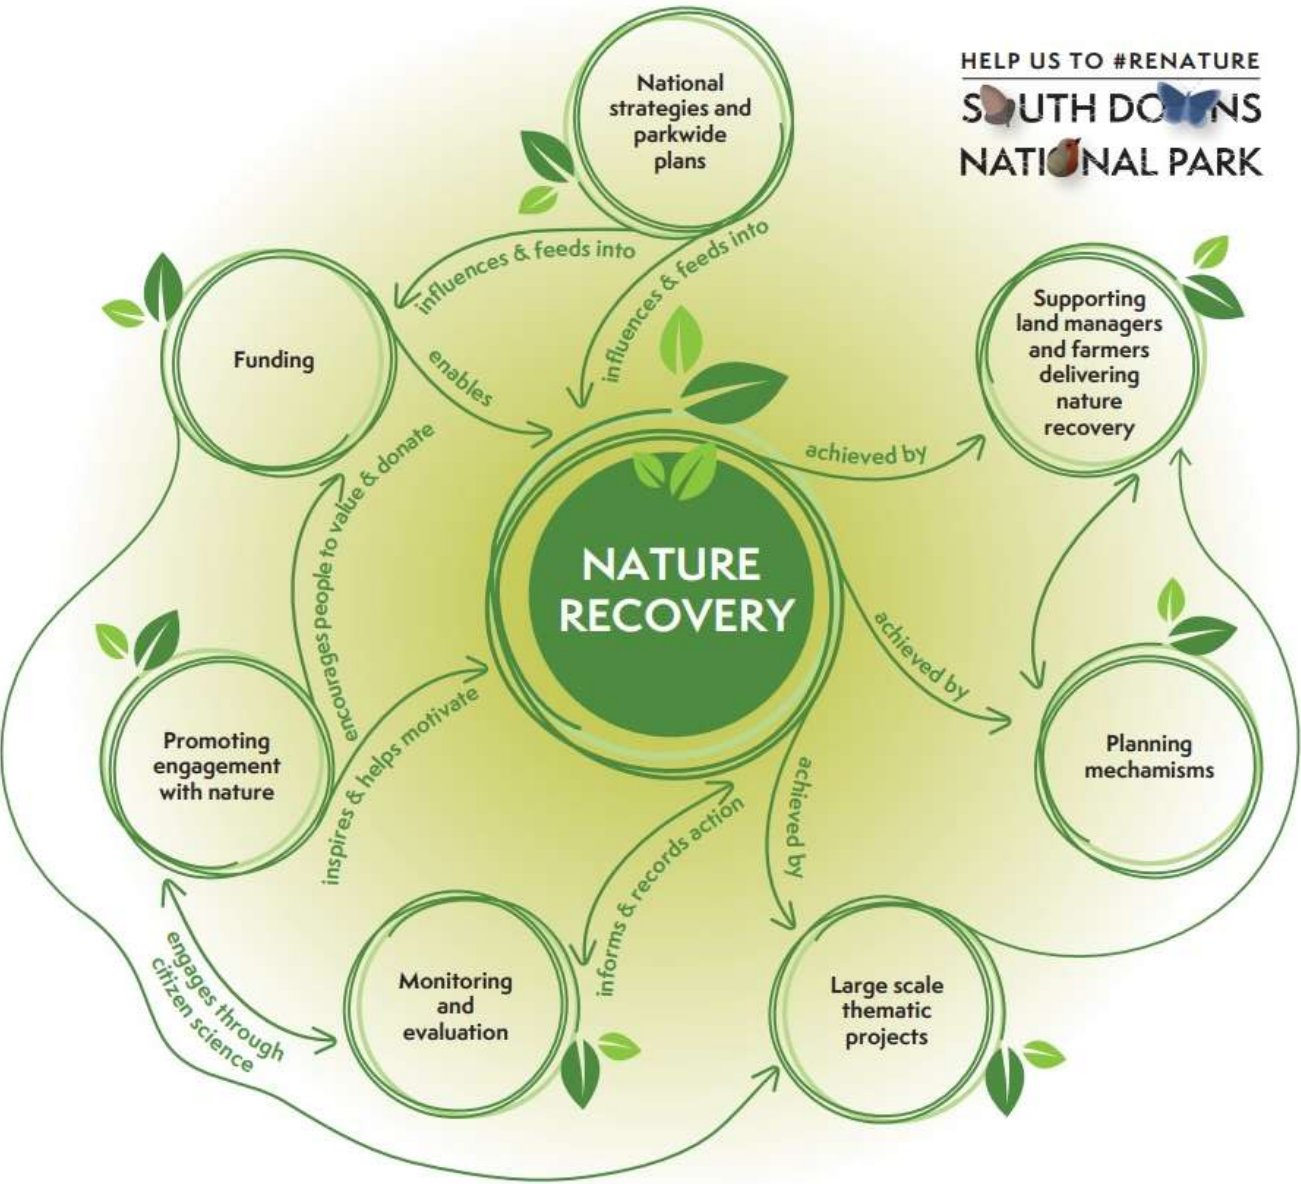 HELP US TO #RENATURE
SOUTH DOWNS
NATIONAL PARK
National
strategies and
parkwide
plans
influences & feeds into
influences & feeds into
Funding
enables
Supporting
land managers
and farmers
delivering
nature
recovery
achieved by
encourages people to value & donate
NATURE
RECOVERY
achieved by
Promoting
engagement
with nature
inspires & helps motivate
Planning
mechamisms
achieved by
informs & records action
engages through
citizen science
Monitoring
and
evaluation
Large scale
thematic
projects